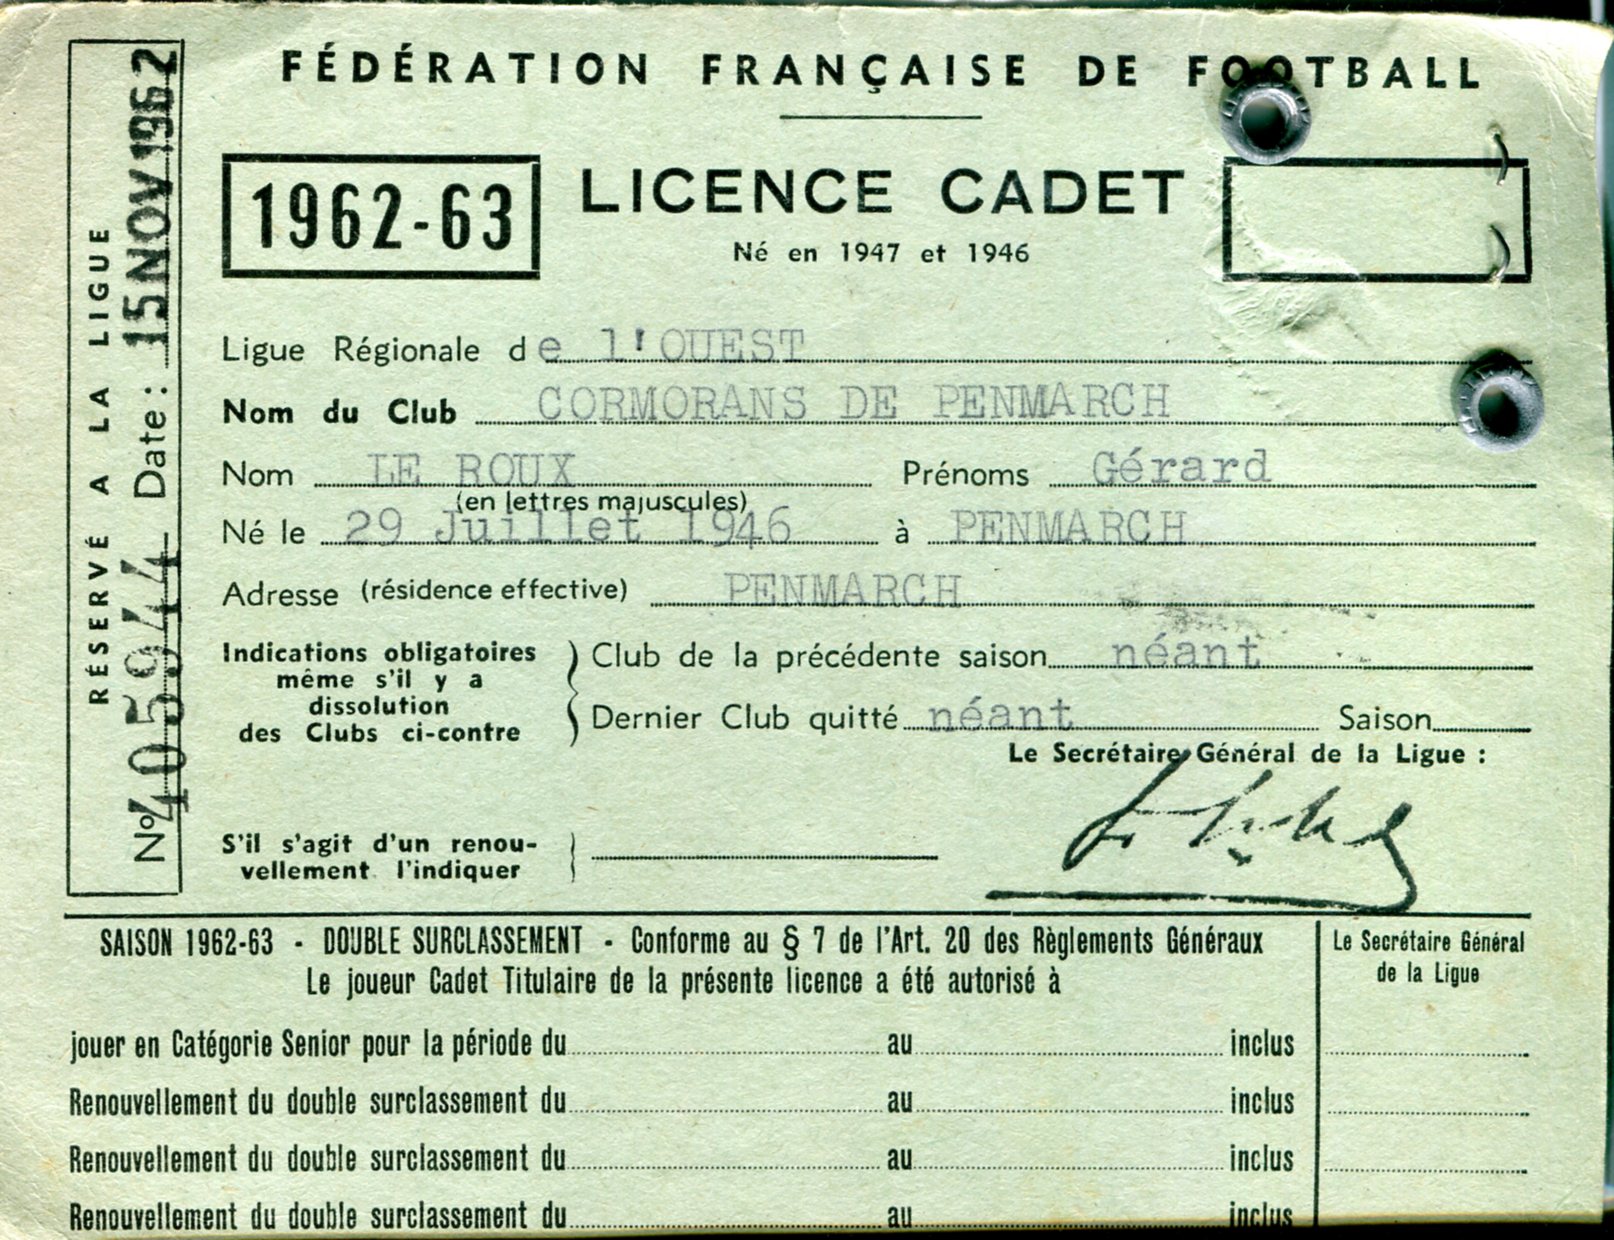 FÉDÉRATION FRANÇAISE DE FOOTBALL
RÉSERVÉ A LA LIGUE
N° 405944 Date : 15 NOV 1962
1962-63
LICENCE CADET
Né en 1947 et 1946
Ligue Régionale de l'OUEST
Nom du Club CORMORANS DE PENMARCH
Nom LE ROUX Prénoms Gérard
(en lettres majuscules)
Né le 29 Juillet 1946 à PENMARCH
Adresse (résidence effective) PENMARCH
Indications obligatoires
même s'il y a
dissolution
des Clubs ci-contre
Club de la précédente saison néant
Dernier Club quitté néant Saison
Le Secrétaire Général de la Ligue :
S'il s'agit d'un renou-
vellement l'indiquer
SAISON 1962-63 - DOUBLE SURCLASSEMENT - Conforme au § 7 de l'Art. 20 des Règlements Généraux
Le joueur Cadet Titulaire de la présente licence a été autorisé à
Le Secrétaire Général
de la Ligue
jouer en Catégorie Senior pour la période du au inclus
Renouvellement du double surclassement du au inclus
Renouvellement du double surclassement du au inclus
Renouvellement du double surclassement du au inclus